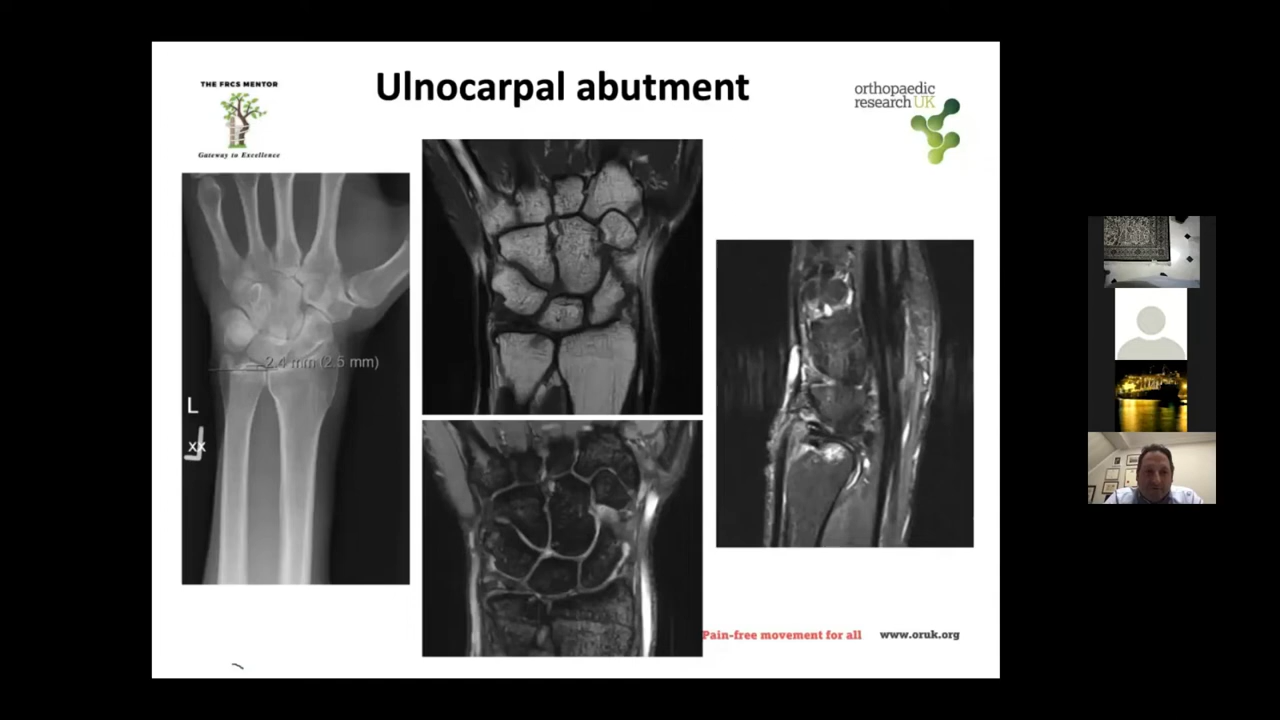 THE FRCS MENTOR
Gateway to Excellence
Ulnocarpal abutment
orthopaedic
research UK
2.4 mm (2.5 mm)
L
XX
Pain-free movement for all
www.oruk.org